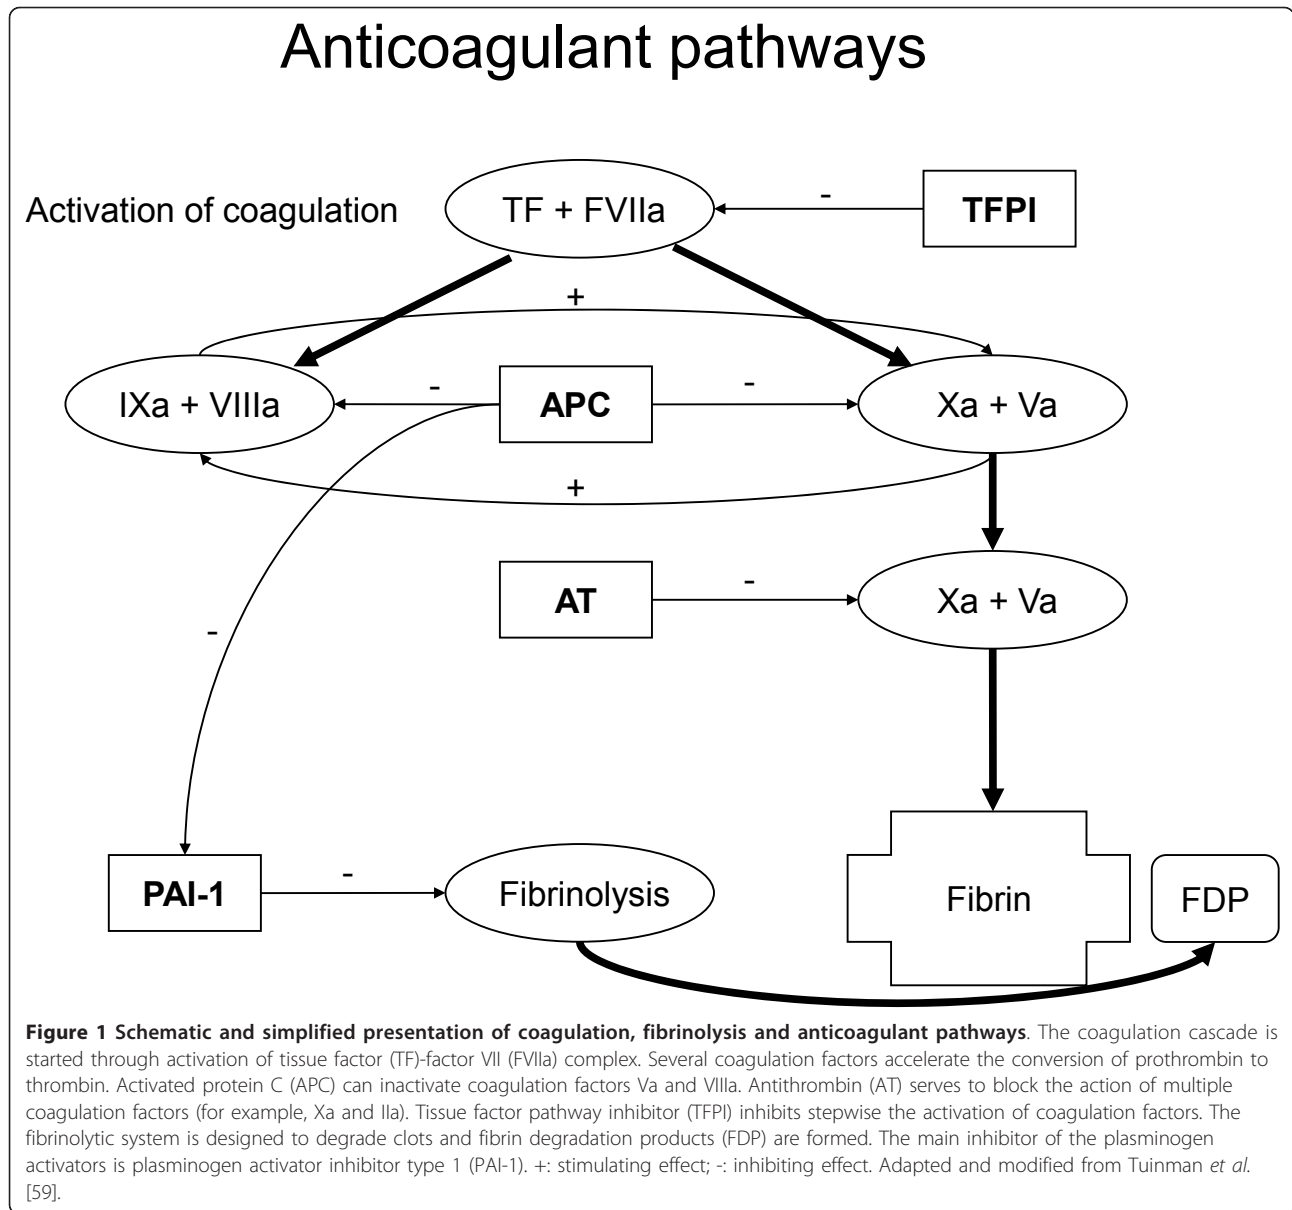 Anticoagulant pathways
Activation of coagulation
TF + FVIIa
-
TFPI
+
IXa + VIIIa
-
APC
-
Xa + Va
+
AT
-
Xa + Va
-
PAI-1
-
Fibrinolysis
Fibrin
FDP
Figure 1 Schematic and simplified presentation of coagulation, fibrinolysis and anticoagulant pathways. The coagulation cascade is
started through activation of tissue factor (TF)-factor VII (FVIIa) complex. Several coagulation factors accelerate the conversion of prothrombin to
thrombin. Activated protein C (APC) can inactivate coagulation factors Va and VIIIa. Antithrombin (AT) serves to block the action of multiple
coagulation factors (for example, Xa and IIa). Tissue factor pathway inhibitor (TFPI) inhibits stepwise the activation of coagulation factors. The
fibrinolytic system is designed to degrade clots and fibrin degradation products (FDP) are formed. The main inhibitor of the plasminogen
activators is plasminogen activator inhibitor type 1 (PAI-1). +: stimulating effect; -: inhibiting effect. Adapted and modified from Tuinman et al.
[59].